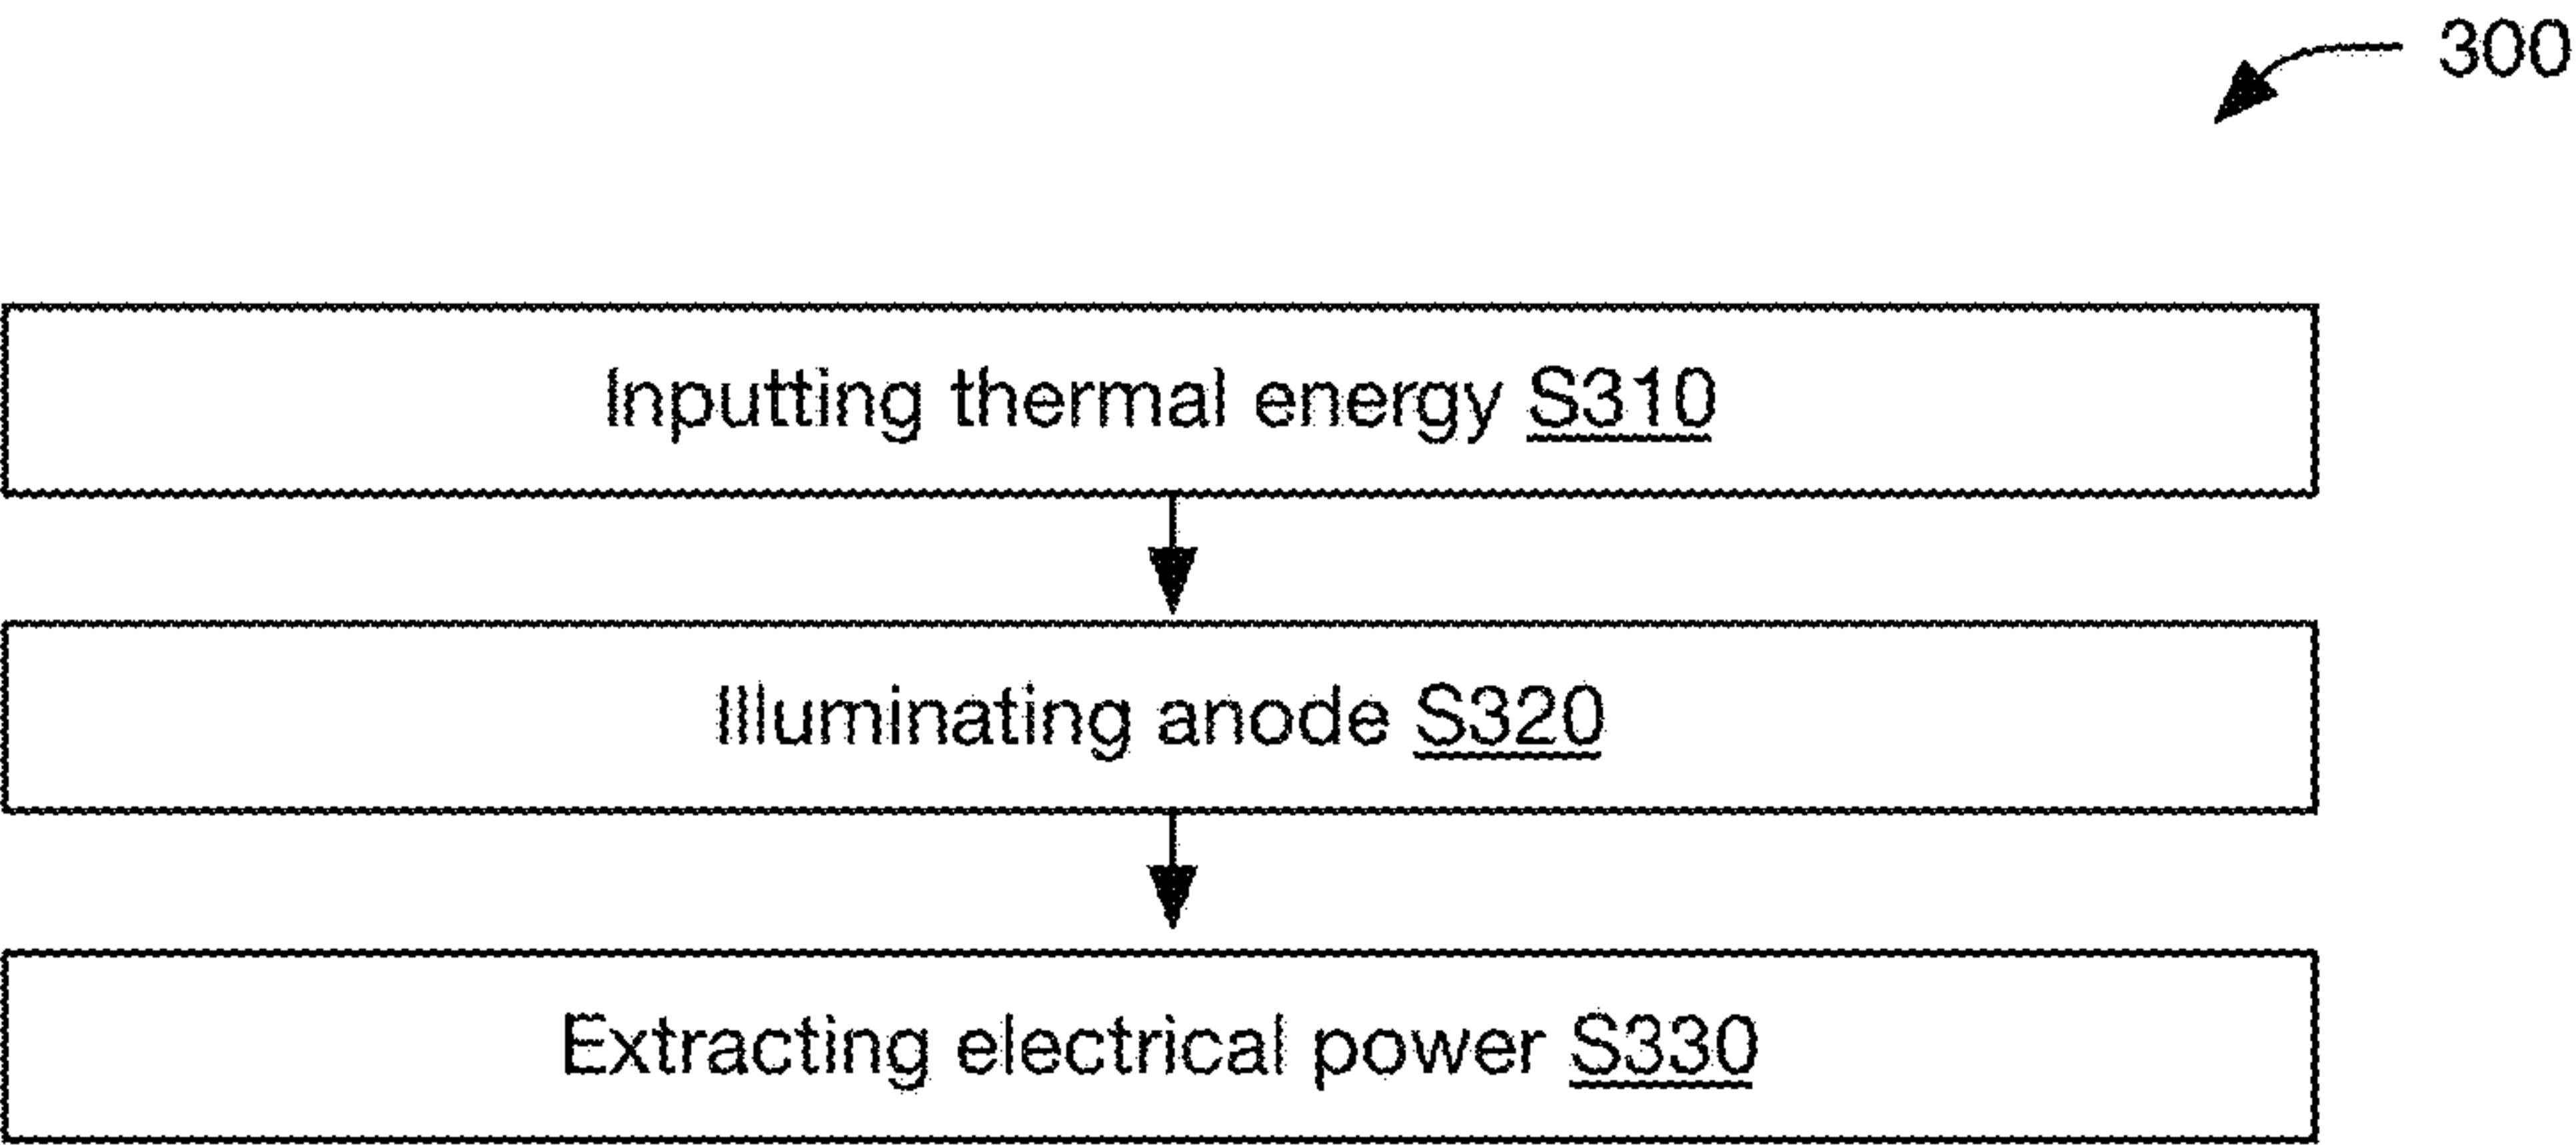 300
Inputting thermal energy S310
Illuminating anode S320
Extracting electrical power S330